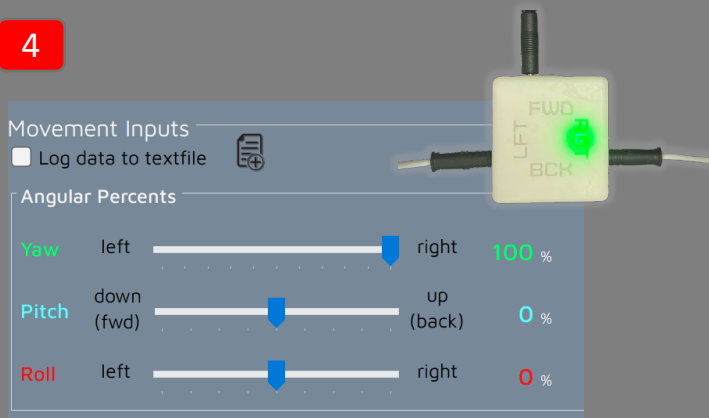 4
FWD
LFT
RGT
BCK
Movement Inputs
Log data to textfile
Angular Percents
Yaw left right 100 %
Pitch down (fwd) up (back) 0 %
Roll left right 0 %